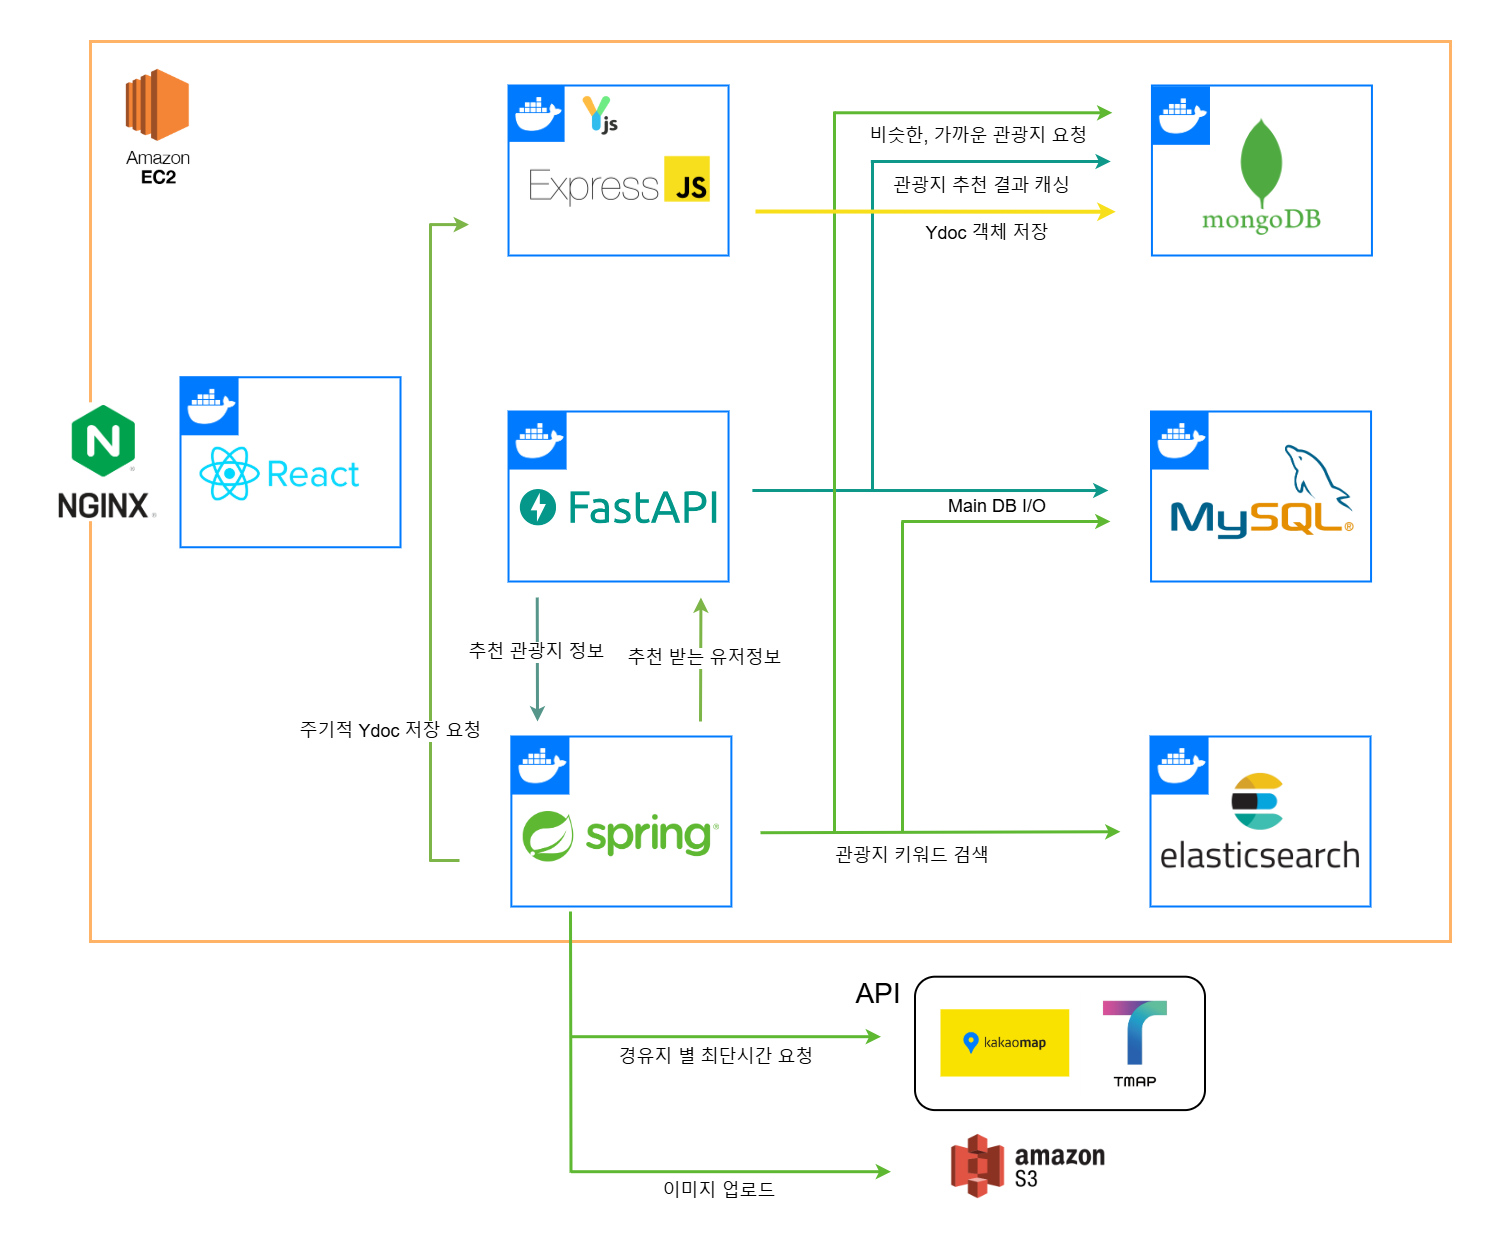 Amazon
EC2
Yjs
Express JS
비슷한, 가까운 관광지 요청
관광지 추천 결과 캐싱
Ydoc 객체 저장
mongoDB
NGINX
React
FastAPI
Main DB I/O
MySQL
추천 관광지 정보
추천 받는 유저정보
주기적 Ydoc 저장 요청
spring
관광지 키워드 검색
elasticsearch
API
경유지 별 최단시간 요청
kakaomap
TMAP
이미지 업로드
amazon
S3